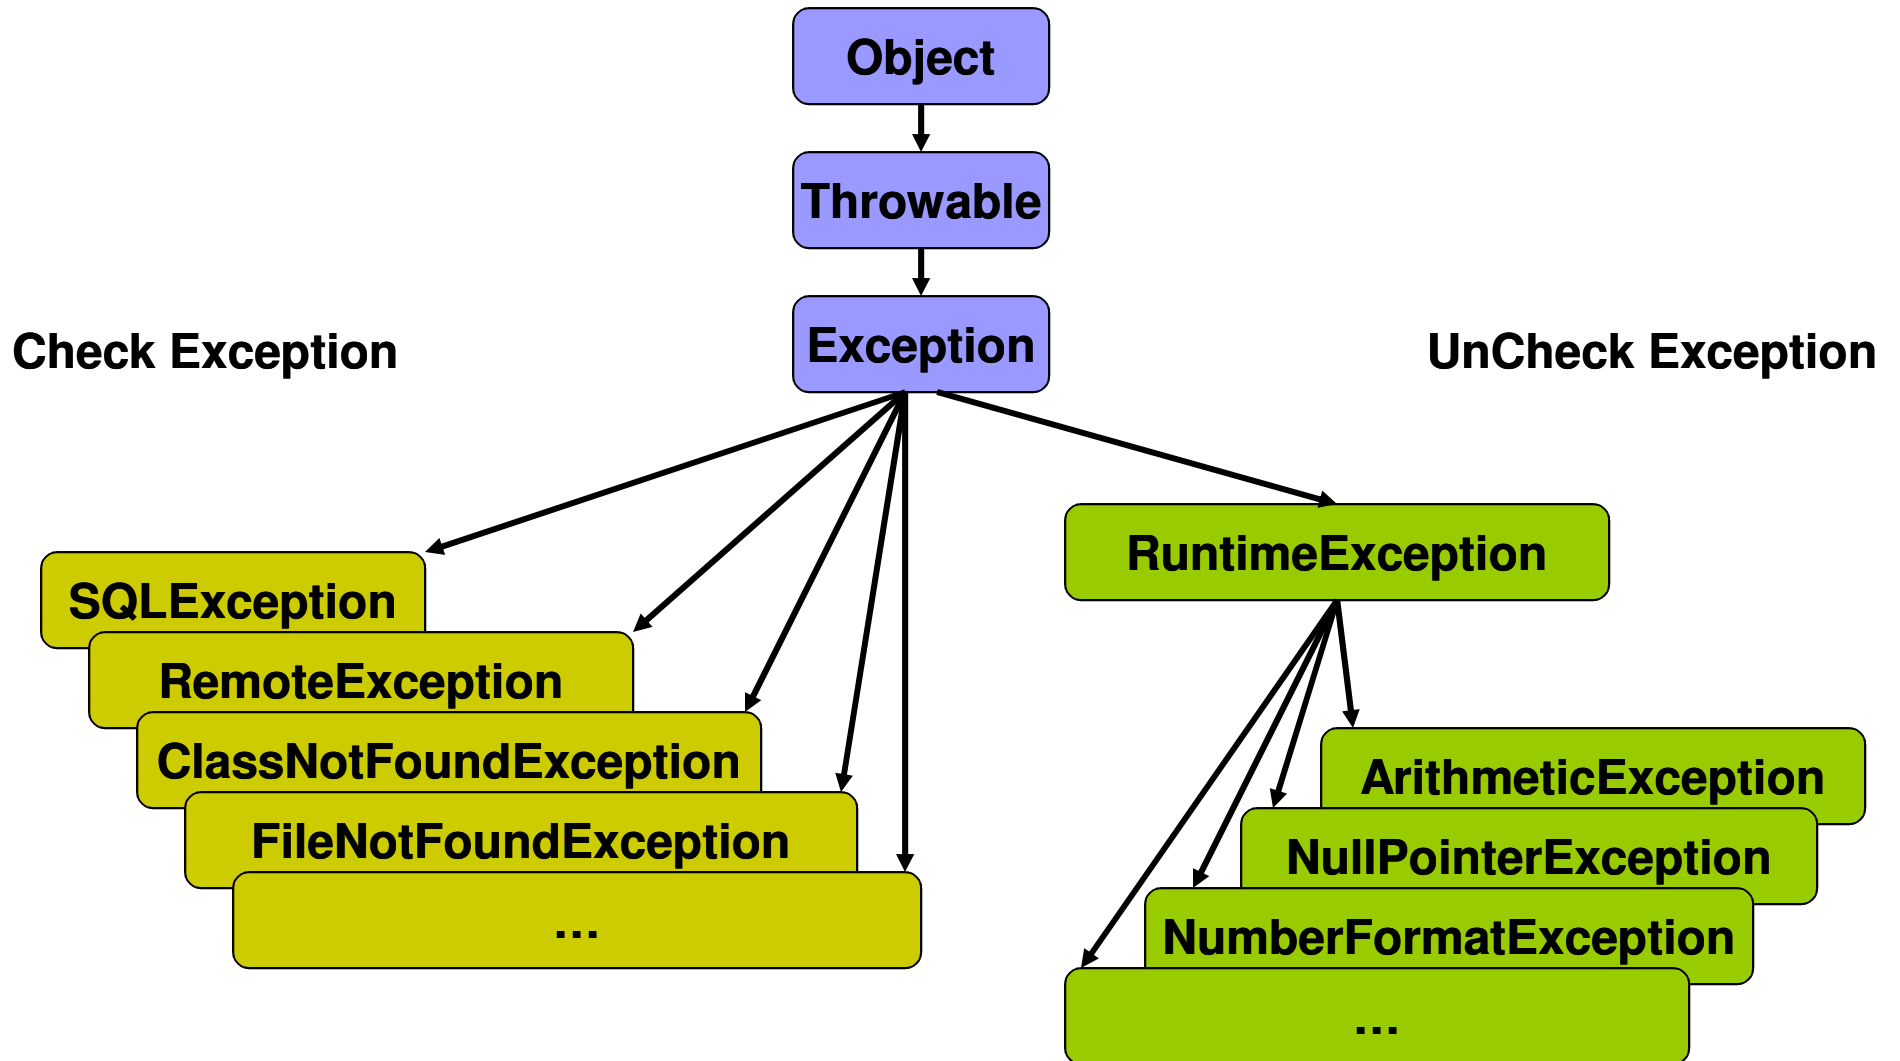 Object
Throwable
Exception
Check Exception
UnCheck Exception
RuntimeException
SQLException
RemoteException
ClassNotFoundException
FileNotFoundException
...
ArithmeticException
NullPointerException
NumberFormatException
...